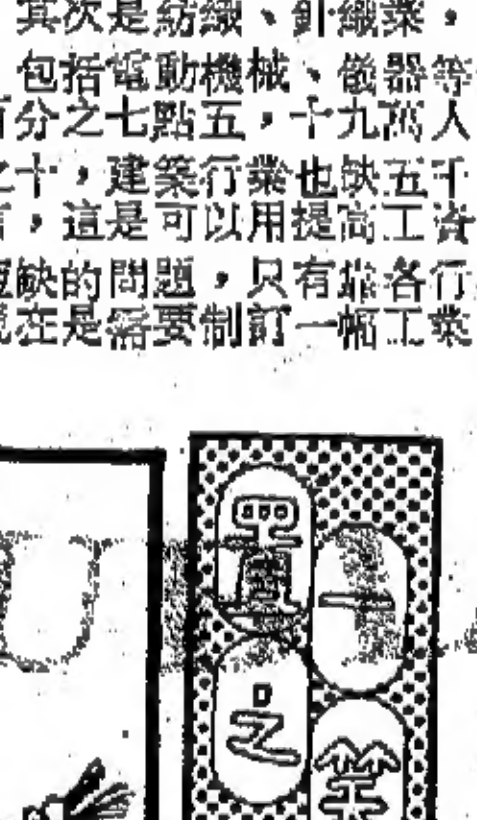 其次是紡織、針織業，
包括電動機械、儀器等
百分之七點五，十九萬人
之十，建築行業也缺五千
，這是可以用提高工資
短缺的問題，只有靠各行
現在是需要制訂一幅工業